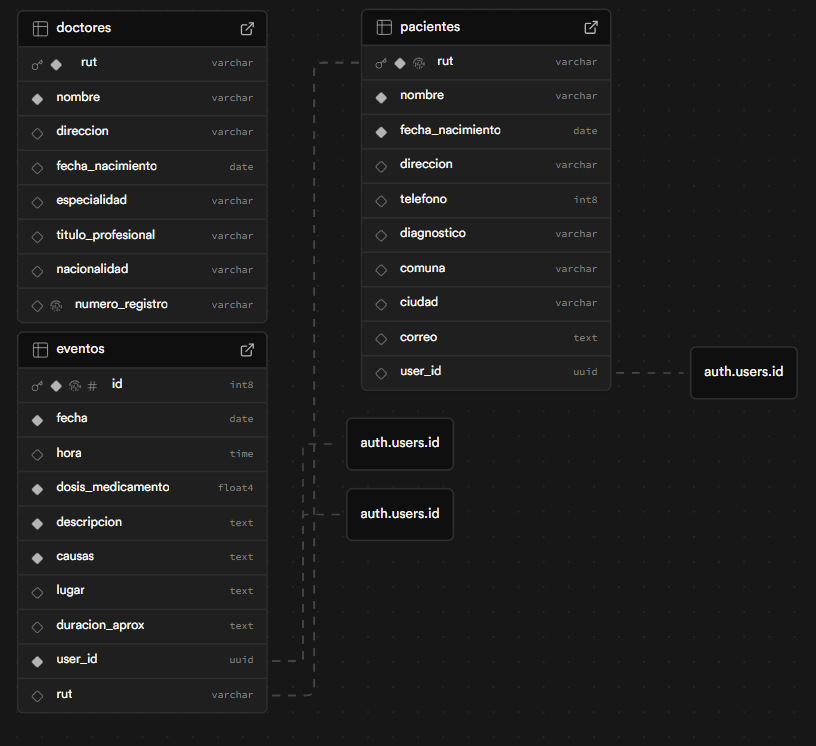 doctores
rut varchar
nombre varchar
direccion varchar
fecha_nacimiento date
especialidad varchar
titulo_profesional varchar
nacionalidad varchar
numero_registro varchar
eventos
# id int8
fecha date
hora time
dosis_medicamento float4
descripcion text
causas text
lugar text
duracion_aprox text
user_id uuid
rut varchar
pacientes
rut varchar
nombre varchar
fecha_nacimiento date
direccion varchar
telefono int8
diagnostico varchar
comuna varchar
ciudad varchar
correo text
user_id uuid
auth.users.id
auth.users.id
auth.users.id